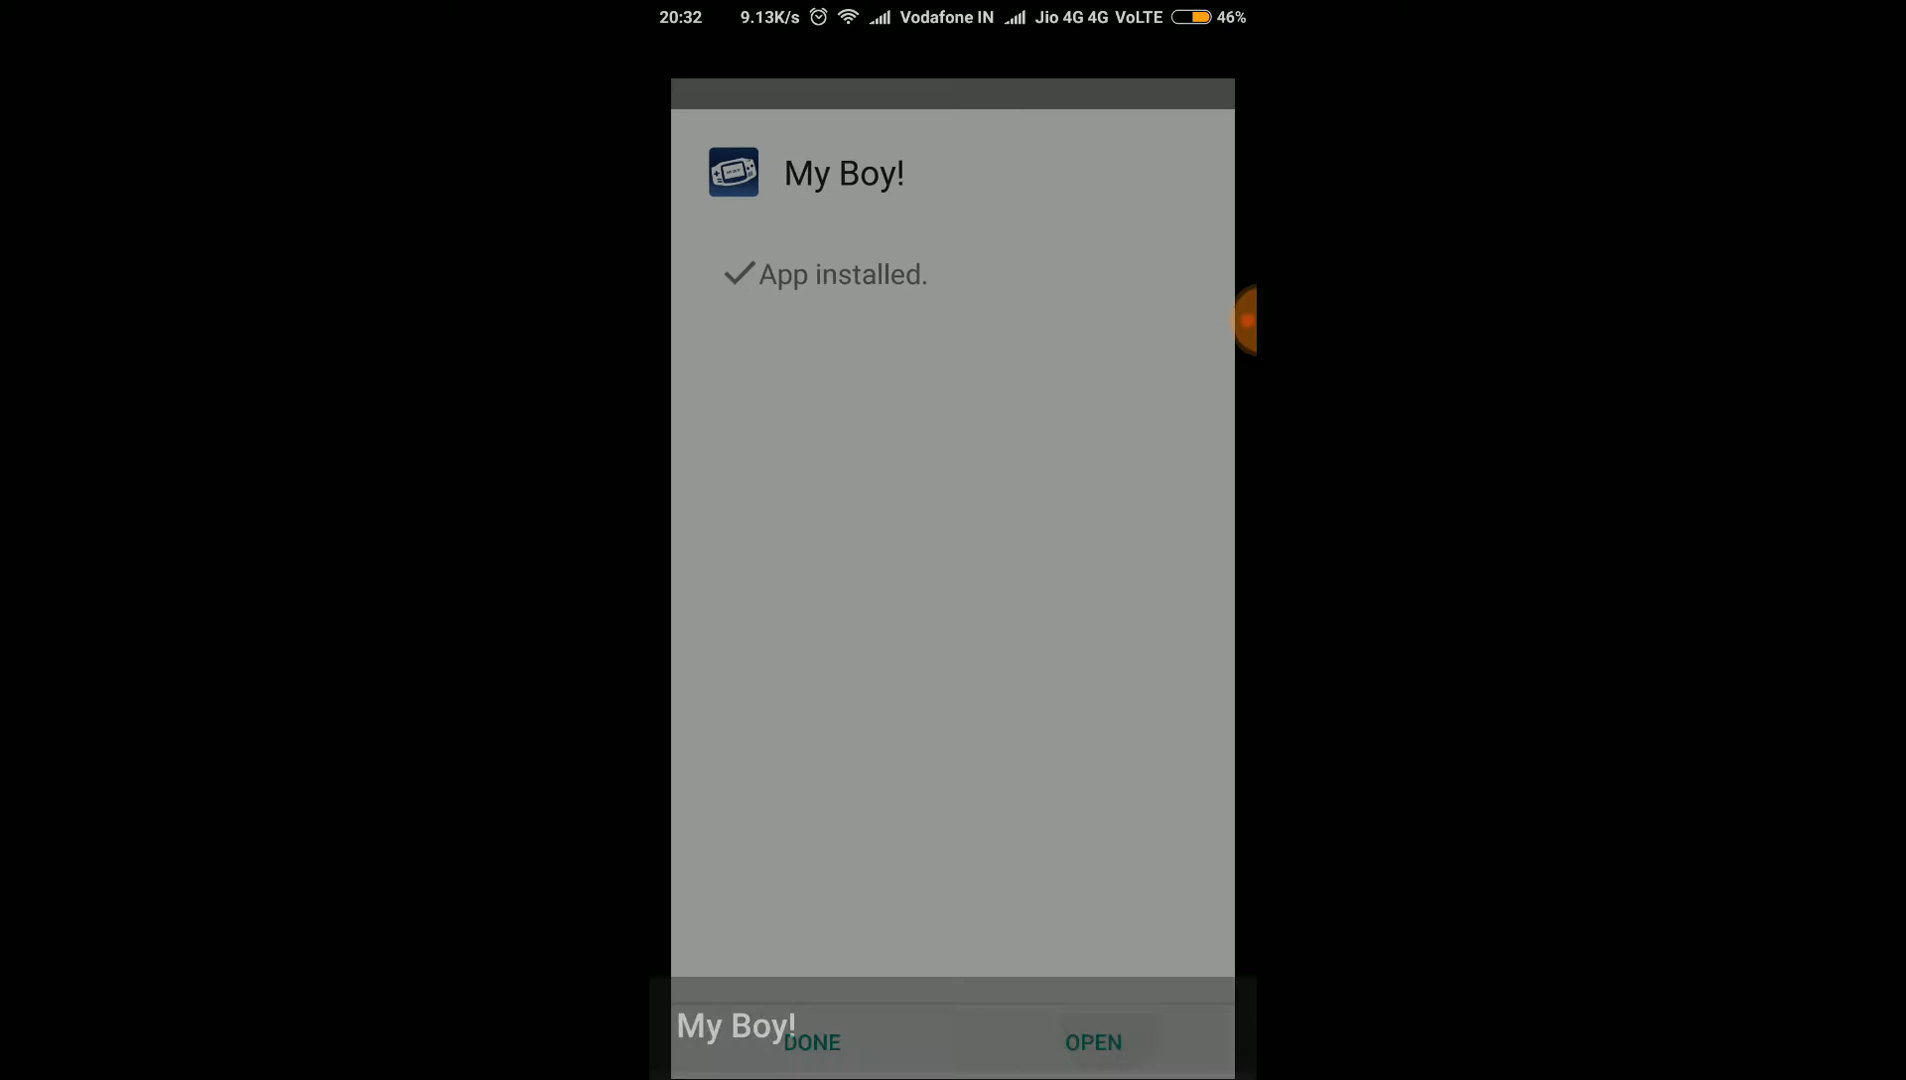 20:32 9.13K/s Vodafone IN Jio 4G 4G VoLTE 46%
My Boy!
App installed.
My Boy!
DONE OPEN